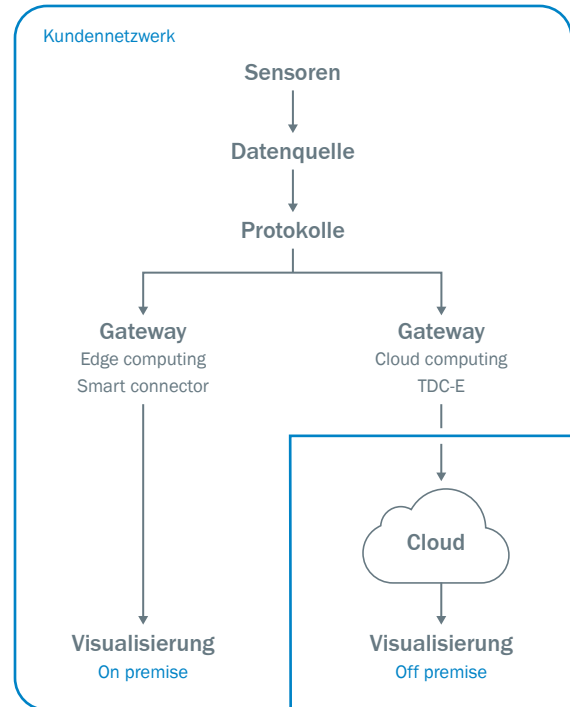 Kundennetzwerk
Sensoren
Datenquelle
Protokolle
Gateway
Edge computing
Smart connector
Gateway
Cloud computing
TDC-E
Cloud
Visualisierung
On premise
Visualisierung
Off premise